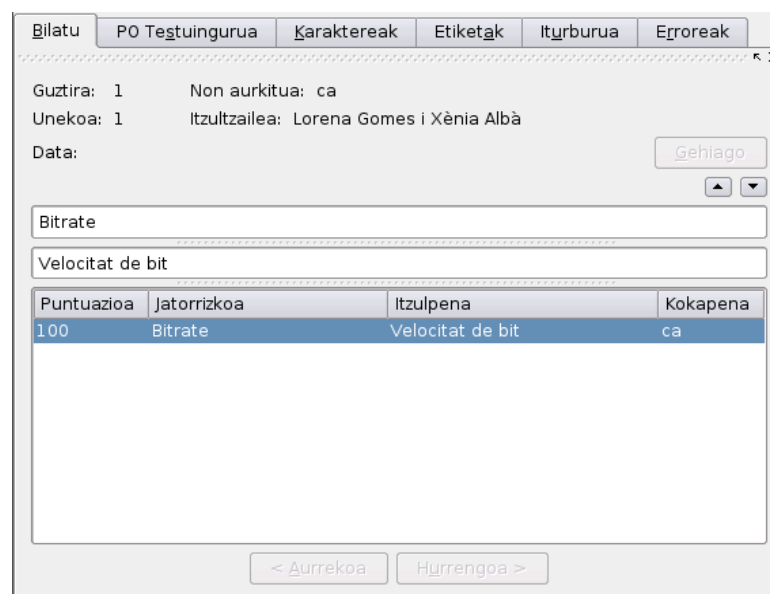 Bilatu PO Testuingurua Karaktereak Etiketak Iturburua Erroreak
Guztira: 1 Non aurkitua: ca
Unekoa: 1 Itzultzailea: Lorena Gomes i Xènia Albà
Data: Gehiago
Bitrate
Velocitat de bit
Puntuazioa Jatorrizkoa Itzulpena Kokapena
100 Bitrate Velocitat de bit ca
< Aurrekoa Hurrengoa >